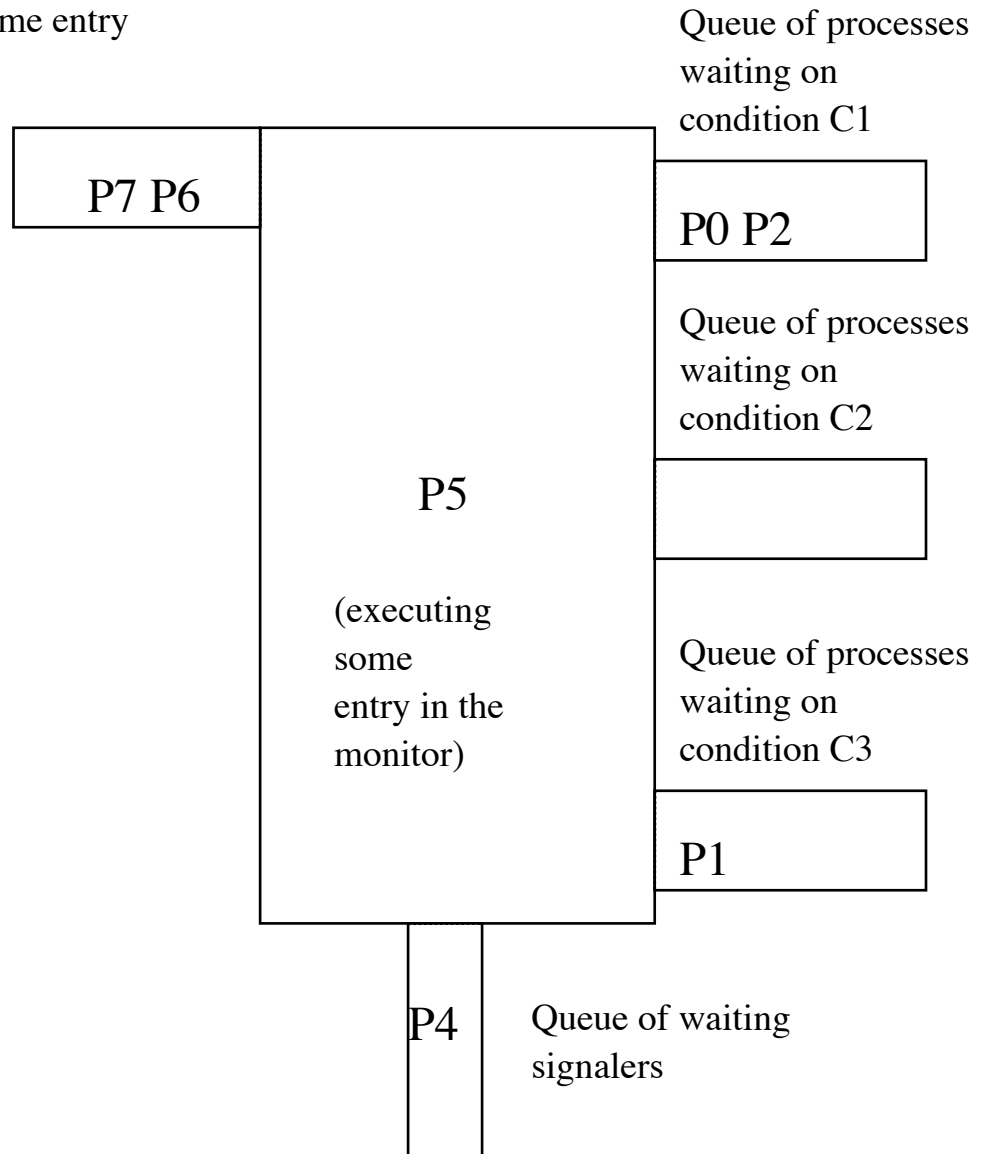 me entry
Queue of processes
waiting on
condition C1
P7 P6
P0 P2
Queue of processes
waiting on
condition C2
P5
(executing
some
entry in the
monitor)
Queue of processes
waiting on
condition C3
P1
P4
Queue of waiting
signalers